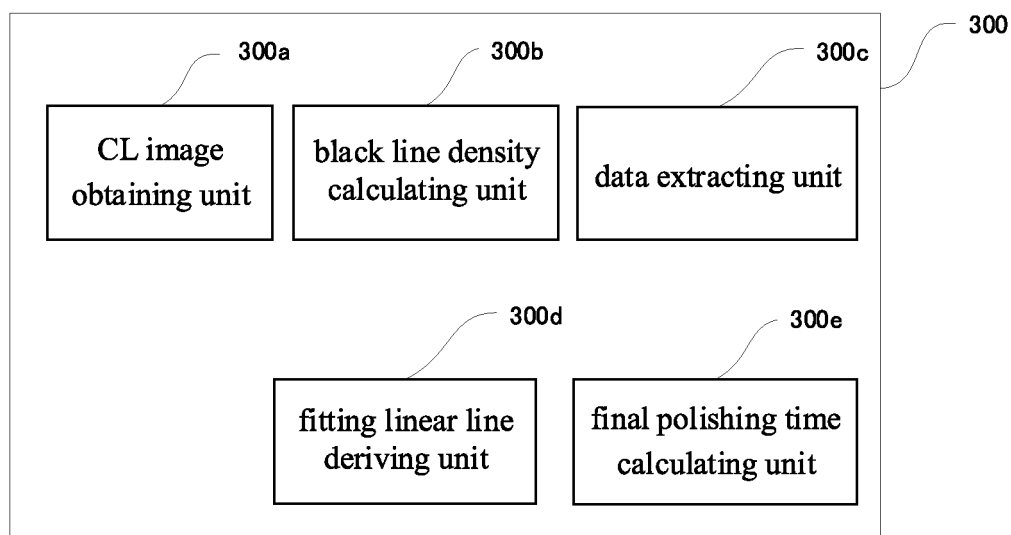 300
300a
300b
300c
CL image
obtaining unit
black line density
calculating unit
data extracting unit
300d
300e
fitting linear line
deriving unit
final polishing time
calculating unit